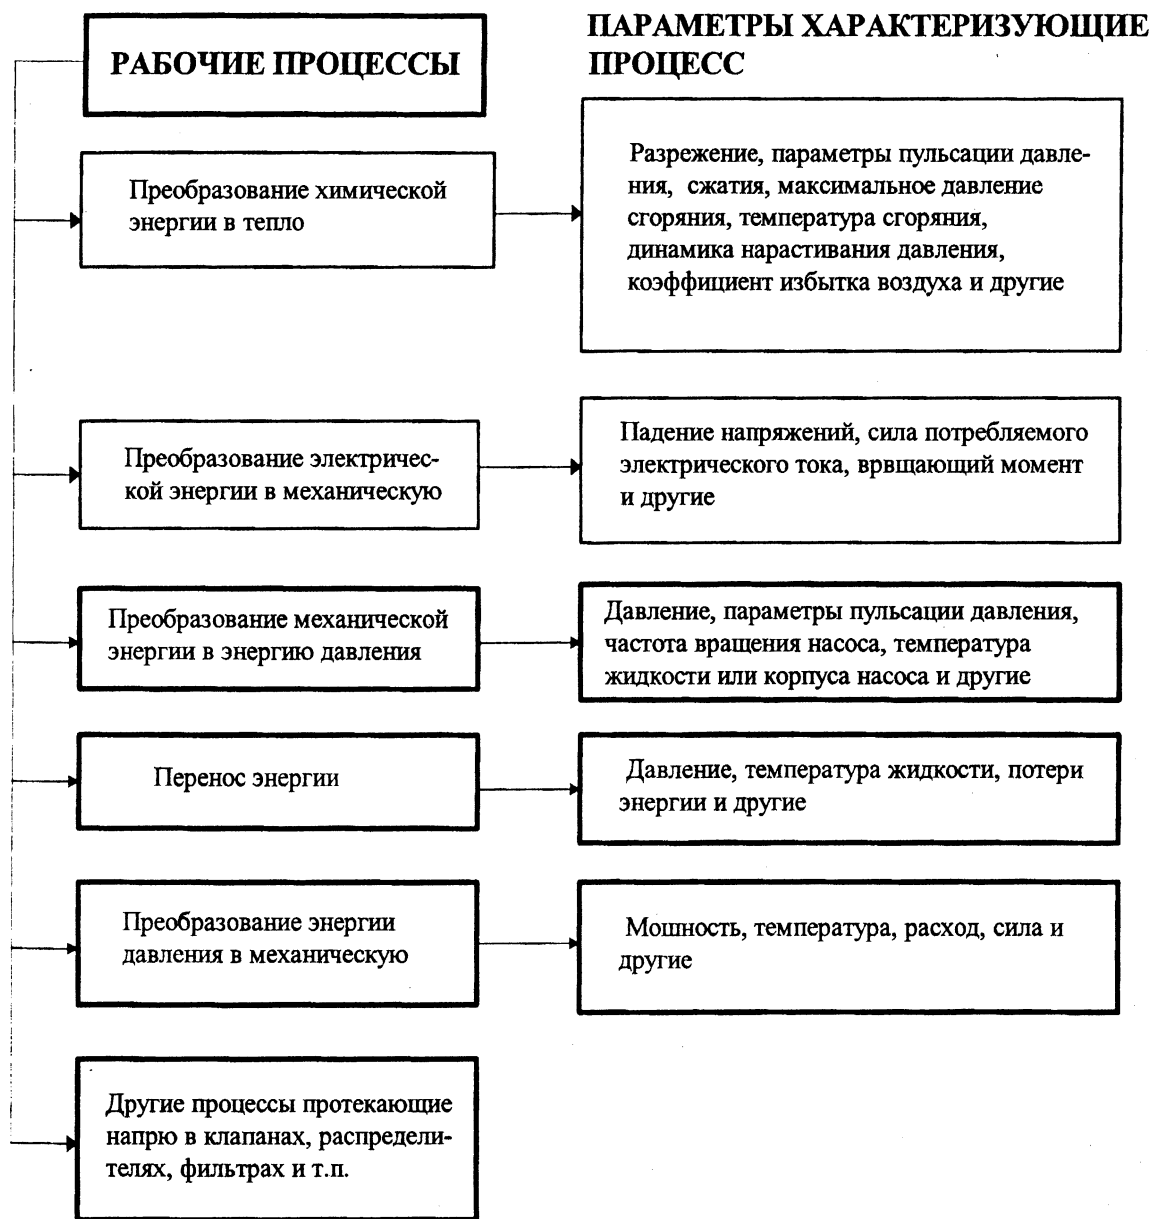 РАБОЧИЕ ПРОЦЕССЫ
ПАРАМЕТРЫ ХАРАКТЕРИЗУЮЩИЕ
ПРОЦЕСС
Преобразование химической
энергии в тепло
Разрежение, параметры пульсации давле-
ния, сжатия, максимальное давление
сгоряния, температура сгоряния,
динамика нарастивания давления,
коэффициент избытка воздуха и другие
Преобразование электричес-
кой энергии в механическую
Падение напряжений, сила потребляемого
электрического тока, врвщающий момент
и другие
Преобразование механической
энергии в энергию давления
Давление, параметры пульсации давления,
частота вращения насоса, температура
жидкости или корпуса насоса и другие
Перенос энергии
Давление, температура жидкости, потери
энергии и другие
Преобразование энергии
давления в механическую
Мошность, температура, расход, сила и
другие
Другие процессы протекающие
напрю в клапанах, распредели-
телях, фильтрах и т.п.